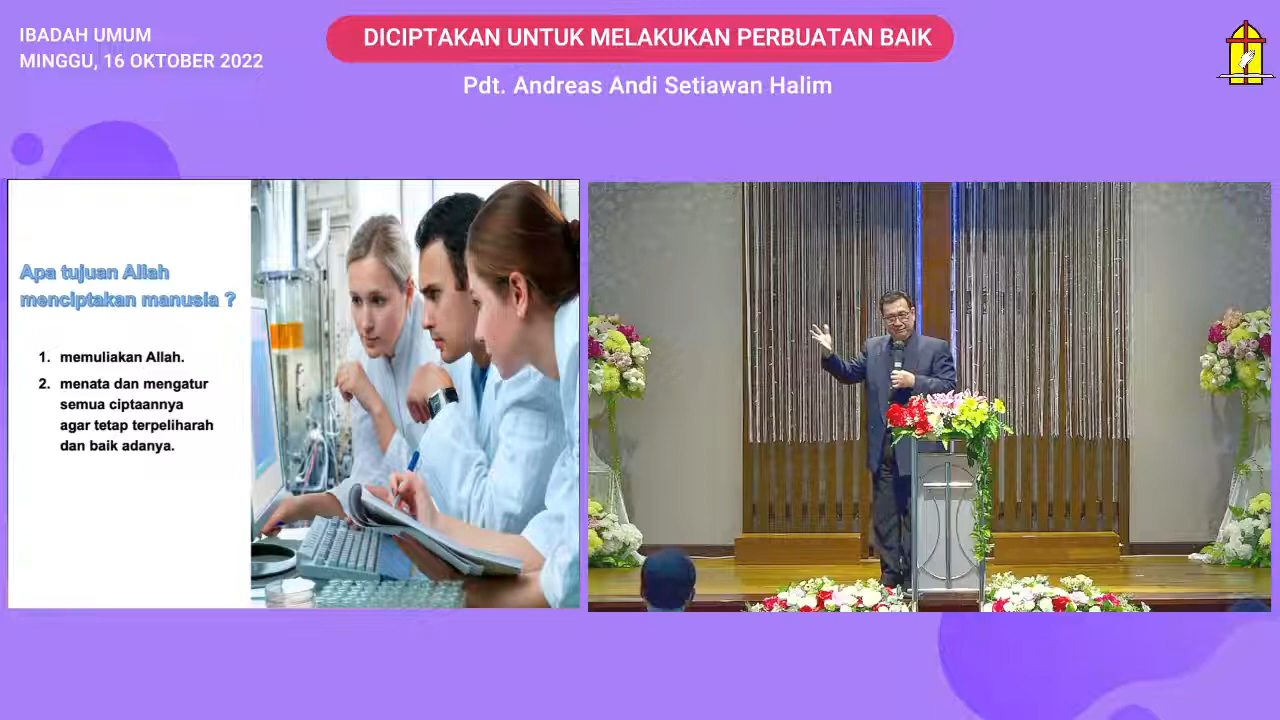 IBADAH UMUM
MINGGU, 16 OKTOBER 2022
DICIPTAKAN UNTUK MELAKUKAN PERBUATAN BAIK
Pdt. Andreas Andi Setiawan Halim
Apa tujuan Allah
menciptakan manusia ?
1. memuliakan Allah.
2. menata dan mengatur
semua ciptaannya
agar tetap terpeliharah
dan baik adanya.